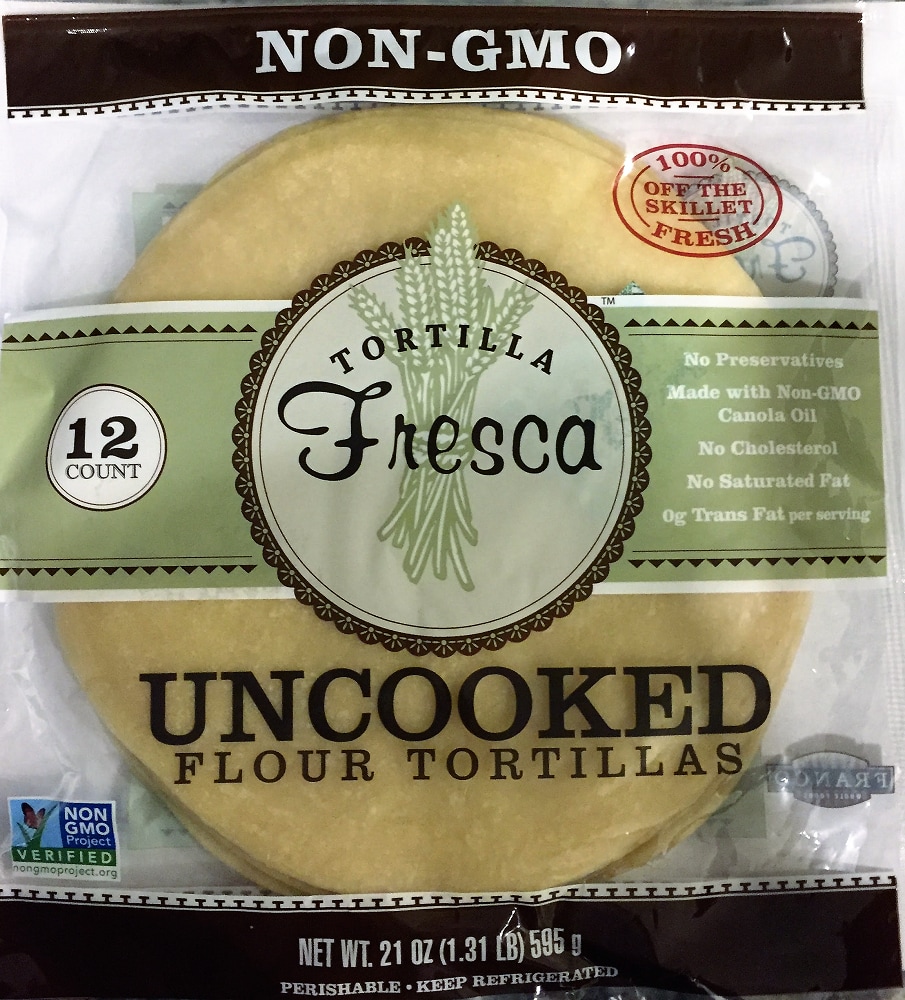 NON-GMO
100%
OFF THE
SKILLET
FRESH
TM
TORTILLA
Fresca
12
COUNT
No Preservatives
Made with Non-GMO
Canola Oil
No Cholesterol
No Saturated Fat
0g Trans Fat per serving
UNCOOKED
FLOUR TORTILLAS
NON
GMO
Project
VERIFIED
nongmoproject.org
NET WT. 21 OZ (1.31 LB) 595 g
PERISHABLE • KEEP REFRIGERATED